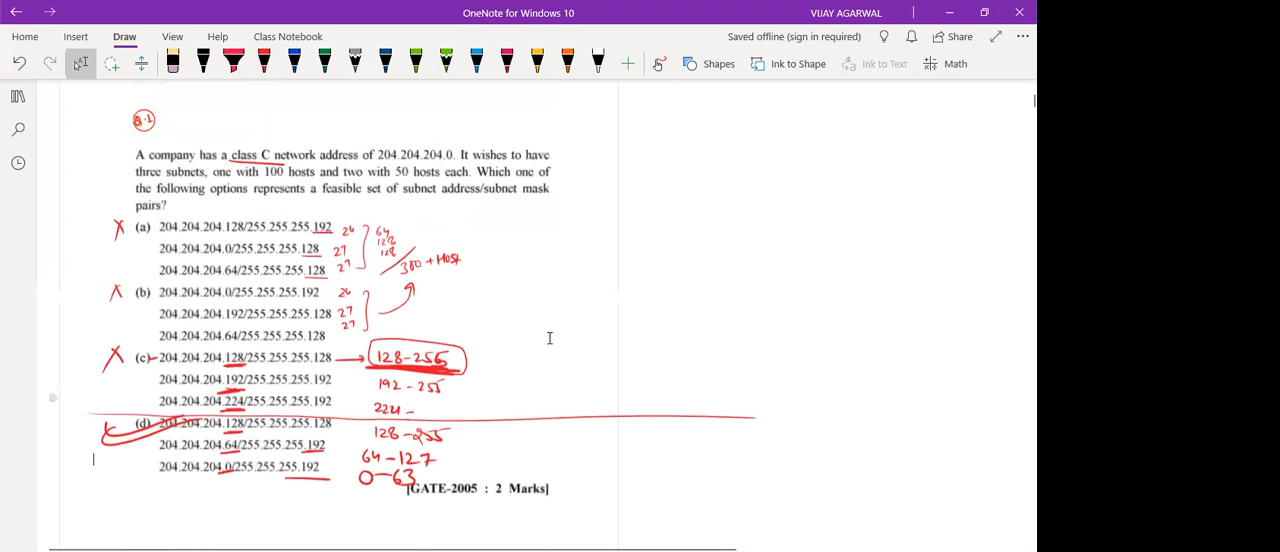 OneNote for Windows 10
VIJAY AGARWAL
Home Insert Draw View Help Class Notebook
Saved offline (sign in required) Share
Shapes Ink to Shape Ink to Text Math
Q.1
A company has a class C network address of 204.204.204.0. It wishes to have
three subnets, one with 100 hosts and two with 50 hosts each. Which one of
the following options represents a feasible set of subnet address/subnet mask
pairs?
X (a) 204.204.204.128/255.255.255.192 26 64
128
204.204.204.0/255.255.255.128 27 128
204.204.204.64/255.255.255.128 27 300 + Host
X (b) 204.204.204.0/255.255.255.192 26
204.204.204.192/255.255.255.128 27
204.204.204.64/255.255.255.128 27
X (c) 204.204.204.128/255.255.255.128 128-255
204.204.204.192/255.255.255.192 192-255
204.204.204.224/255.255.255.192 224-
(d) 204.204.204.128/255.255.255.128 128-255
204.204.204.64/255.255.255.192 64-127
204.204.204.0/255.255.255.192 0-63
[GATE-2005 : 2 Marks]